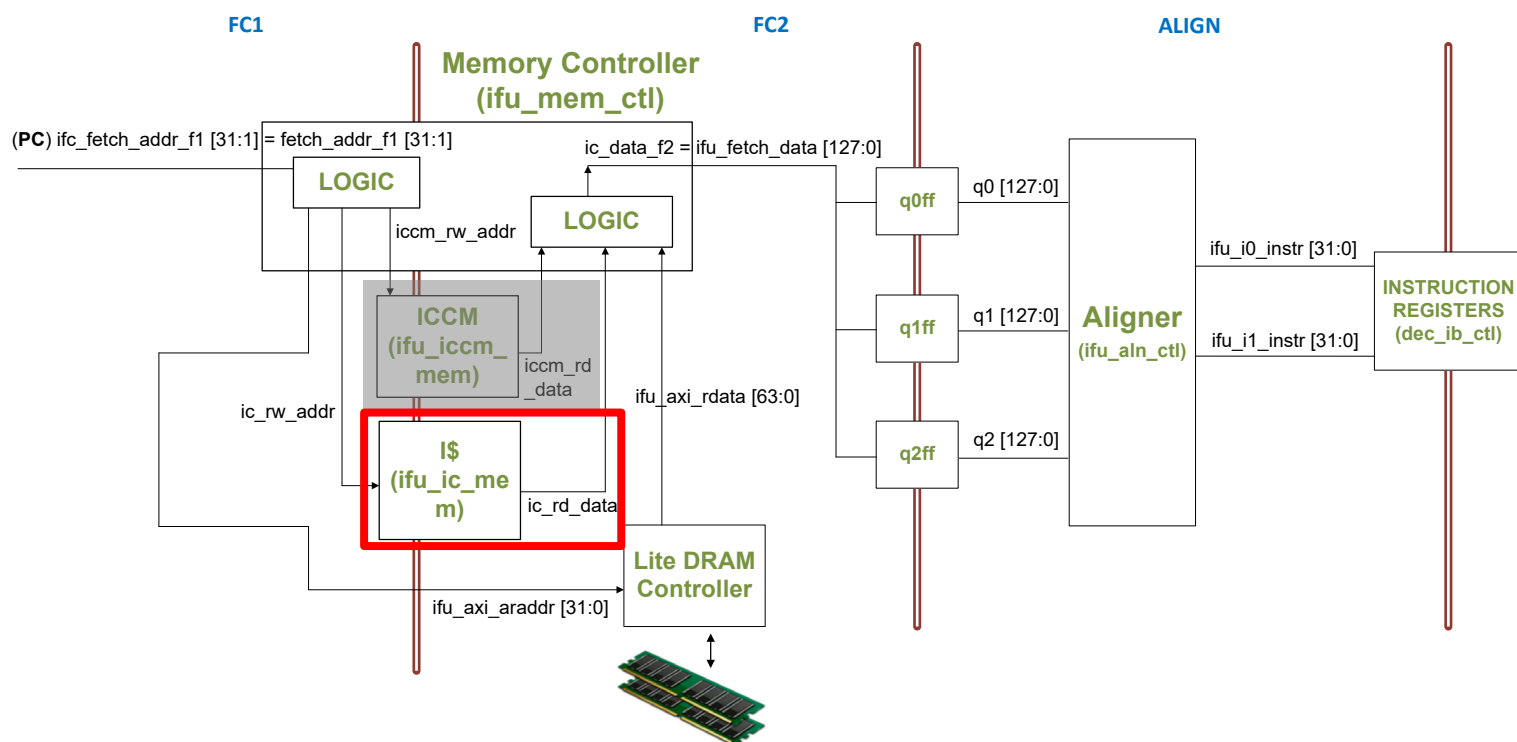 FC1
FC2
ALIGN
Memory Controller
(ifu_mem_ctl)
(PC) ifc_fetch_addr_f1 [31:1] = fetch_addr_f1 [31:1]
LOGIC
ic_data_f2 = ifu_fetch_data [127:0]
LOGIC
iccm_rw_addr
ICCM
(ifu_iccm_
mem)
iccm_rd
_data
ic_rw_addr
I$
(ifu_ic_me
m)
ic_rd_data
ifu_axi_rdata [63:0]
Lite DRAM
Controller
ifu_axi_araddr [31:0]
q0ff
q0 [127:0]
q1ff
q1 [127:0]
q2ff
q2 [127:0]
Aligner
(ifu_aln_ctl)
ifu_i0_instr [31:0]
ifu_i1_instr [31:0]
INSTRUCTION
REGISTERS
(dec_ib_ctl)